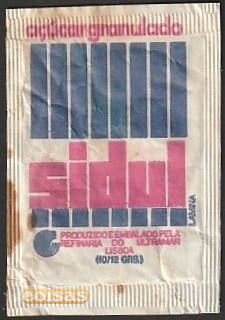 açúcar granulado
sidul
LAMINA
PRODUZIDO E EMBALADO PELA
REFINARIA DO ULTRAMAR
LISBOA
(10/12 GRS.)
coisas